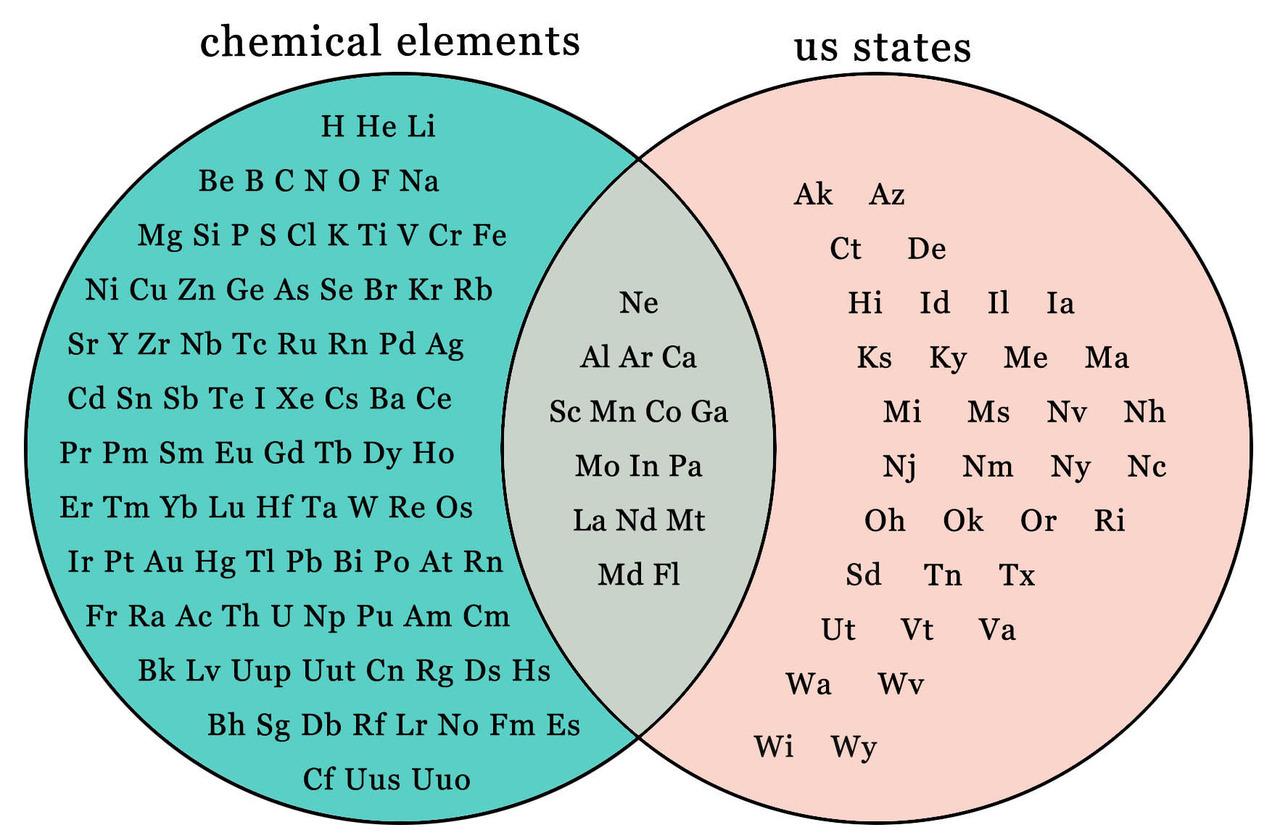 chemical elements
us states
H He Li
Be B C N O F Na
Mg Si P S Cl K Ti V Cr Fe
Ni Cu Zn Ge As Se Br Kr Rb
Sr Y Zr Nb Tc Ru Rn Pd Ag
Cd Sn Sb Te I Xe Cs Ba Ce
Pr Pm Sm Eu Gd Tb Dy Ho
Er Tm Yb Lu Hf Ta W Re Os
Ir Pt Au Hg Tl Pb Bi Po At Rn
Fr Ra Ac Th U Np Pu Am Cm
Bk Lv Uup Uut Cn Rg Ds Hs
Bh Sg Db Rf Lr No Fm Es
Cf Uus Uuo
Ne
Al Ar Ca
Sc Mn Co Ga
Mo In Pa
La Nd Mt
Md Fl
Ak Az
Ct De
Hi Id Il Ia
Ks Ky Me Ma
Mi Ms Nv Nh
Nj Nm Ny Nc
Oh Ok Or Ri
Sd Tn Tx
Ut Vt Va
Wa Wv
Wi Wy